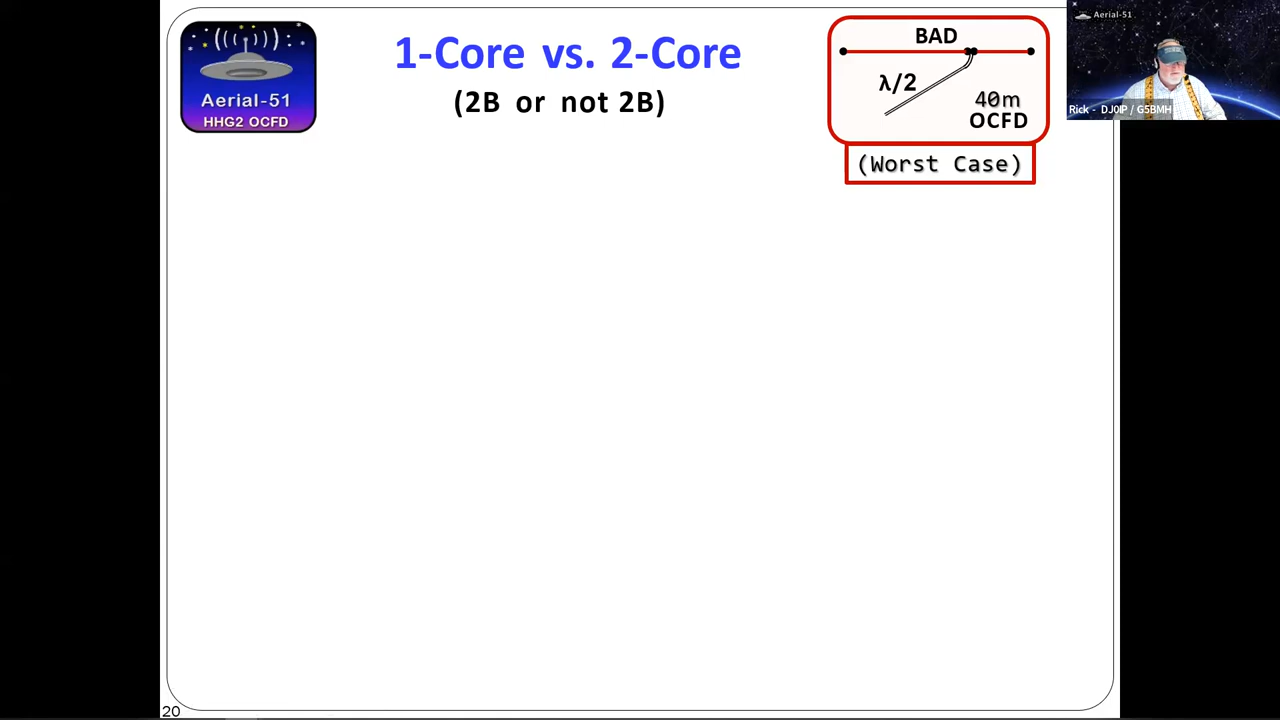 Aerial-51
HHG2 OCFD
1-Core vs. 2-Core
(2B or not 2B)
BAD
λ/2
40m
OCFD
(Worst Case)
Aerial-51
Rick - DJ0IP / G5BMH
20